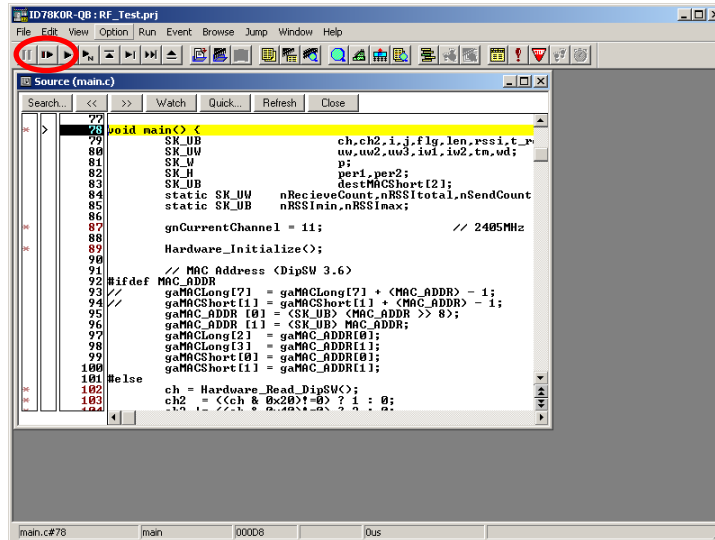 ID78K0R-QB : RF_Test.prj
File Edit View Option Run Event Browse Jump Window Help
Source (main.c)
Search... << >> Watch Quick... Refresh Close
77
78 void main() {
79 SK_UB ch,ch2,i,j,flg,len,rssi,t_r
80 SK_UW uw,uw2,uw3,iw1,iw2,tm,wd;
81 SK_W p;
82 SK_H per1,per2;
83 SK_UB destMACShort[2];
84 static SK_UW nRecieveCount,nRSSItotal,nSendCount
85 static SK_UB nRSSImin,nRSSImax;
86
87 gnCurrentChannel = 11; // 2405MHz
88
89 Hardware_Initialize();
90
91 // MAC Address (DipSW 3.6)
92 #ifdef MAC_ADDR
93 // gaMACLong[7] = gaMACLong[7] + (MAC_ADDR) - 1;
94 // gaMACShort[1] = gaMACShort[1] + (MAC_ADDR) - 1;
95 gaMAC_ADDR [0] = (SK_UB) (MAC_ADDR >> 8);
96 gaMAC_ADDR [1] = (SK_UB) MAC_ADDR;
97 gaMACLong[2] = gaMAC_ADDR[0];
98 gaMACLong[3] = gaMAC_ADDR[1];
99 gaMACShort[0] = gaMAC_ADDR[0];
100 gaMACShort[1] = gaMAC_ADDR[1];
101 #else
102 ch = Hardware_Read_DipSW();
103 ch2 = ((ch & 0x20)!=0) ? 1 : 0;
main.c#78 main 000D8 0us